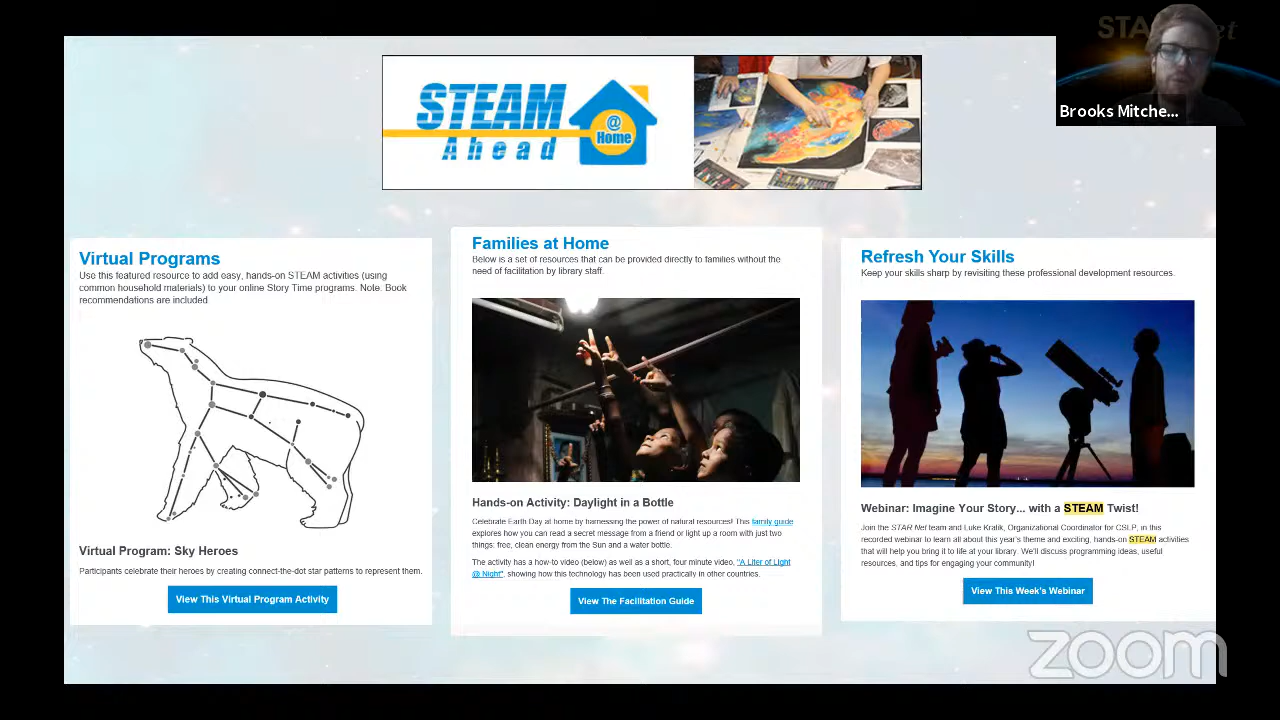 STEAM
Ahead
@
Home
Brooks Mitche...
Virtual Programs
Use this featured resource to add easy, hands-on STEAM activities (using
common household materials) to your online Story Time programs. Note: Book
recommendations are included
Virtual Program: Sky Heroes
Participants celebrate their heroes by creating connect-the-dot star patterns to represent them.
View This Virtual Program Activity
Families at Home
Below is a set of resources that can be provided directly to families without the
need of facilitation by library staff.
Hands-on Activity: Daylight in a Bottle
Celebrate Earth Day at home by harnessing the power of natural resources! This family guide
explores how you can read a secret message from a friend or light up a room with just two
things: free, clean energy from the Sun and a water bottle.
The activity has a how-to video (below) as well as a short, four minute video, "A Liter of Light
@ Night", showing how this technology has been used practically in other countries.
View The Facilitation Guide
Refresh Your Skills
Keep your skills sharp by revisiting these professional development resources.
Webinar: Imagine Your Story... with a STEAM Twist!
Join the STAR Net team and Luke Kralik, Organizational Coordinator for CSLP, in this
recorded webinar to learn all about this year's theme and exciting, hands-on STEAM activities
that will help you bring it to life at your library. We'll discuss programming ideas, useful
resources, and tips for engaging your community!
View This Week's Webinar
zoom